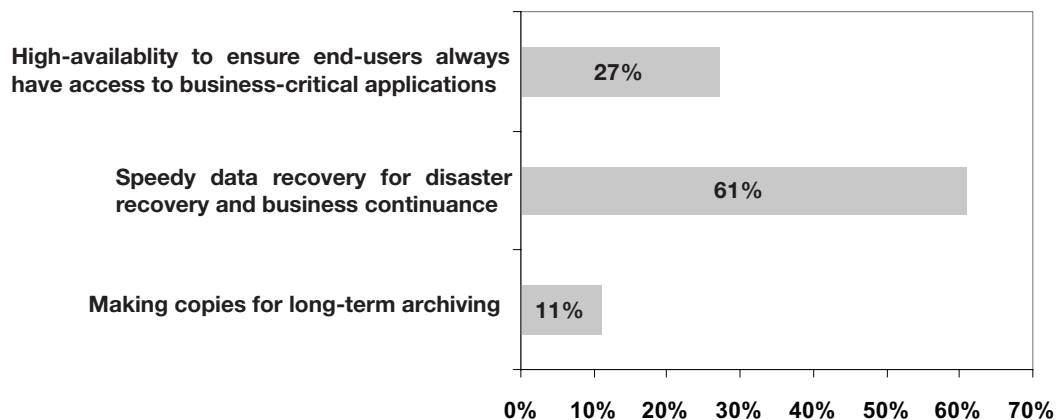 High-availablity to ensure end-users always
have access to business-critical applications
27%
Speedy data recovery for disaster
recovery and business continuance
61%
Making copies for long-term archiving
11%
0% 10% 20% 30% 40% 50% 60% 70%